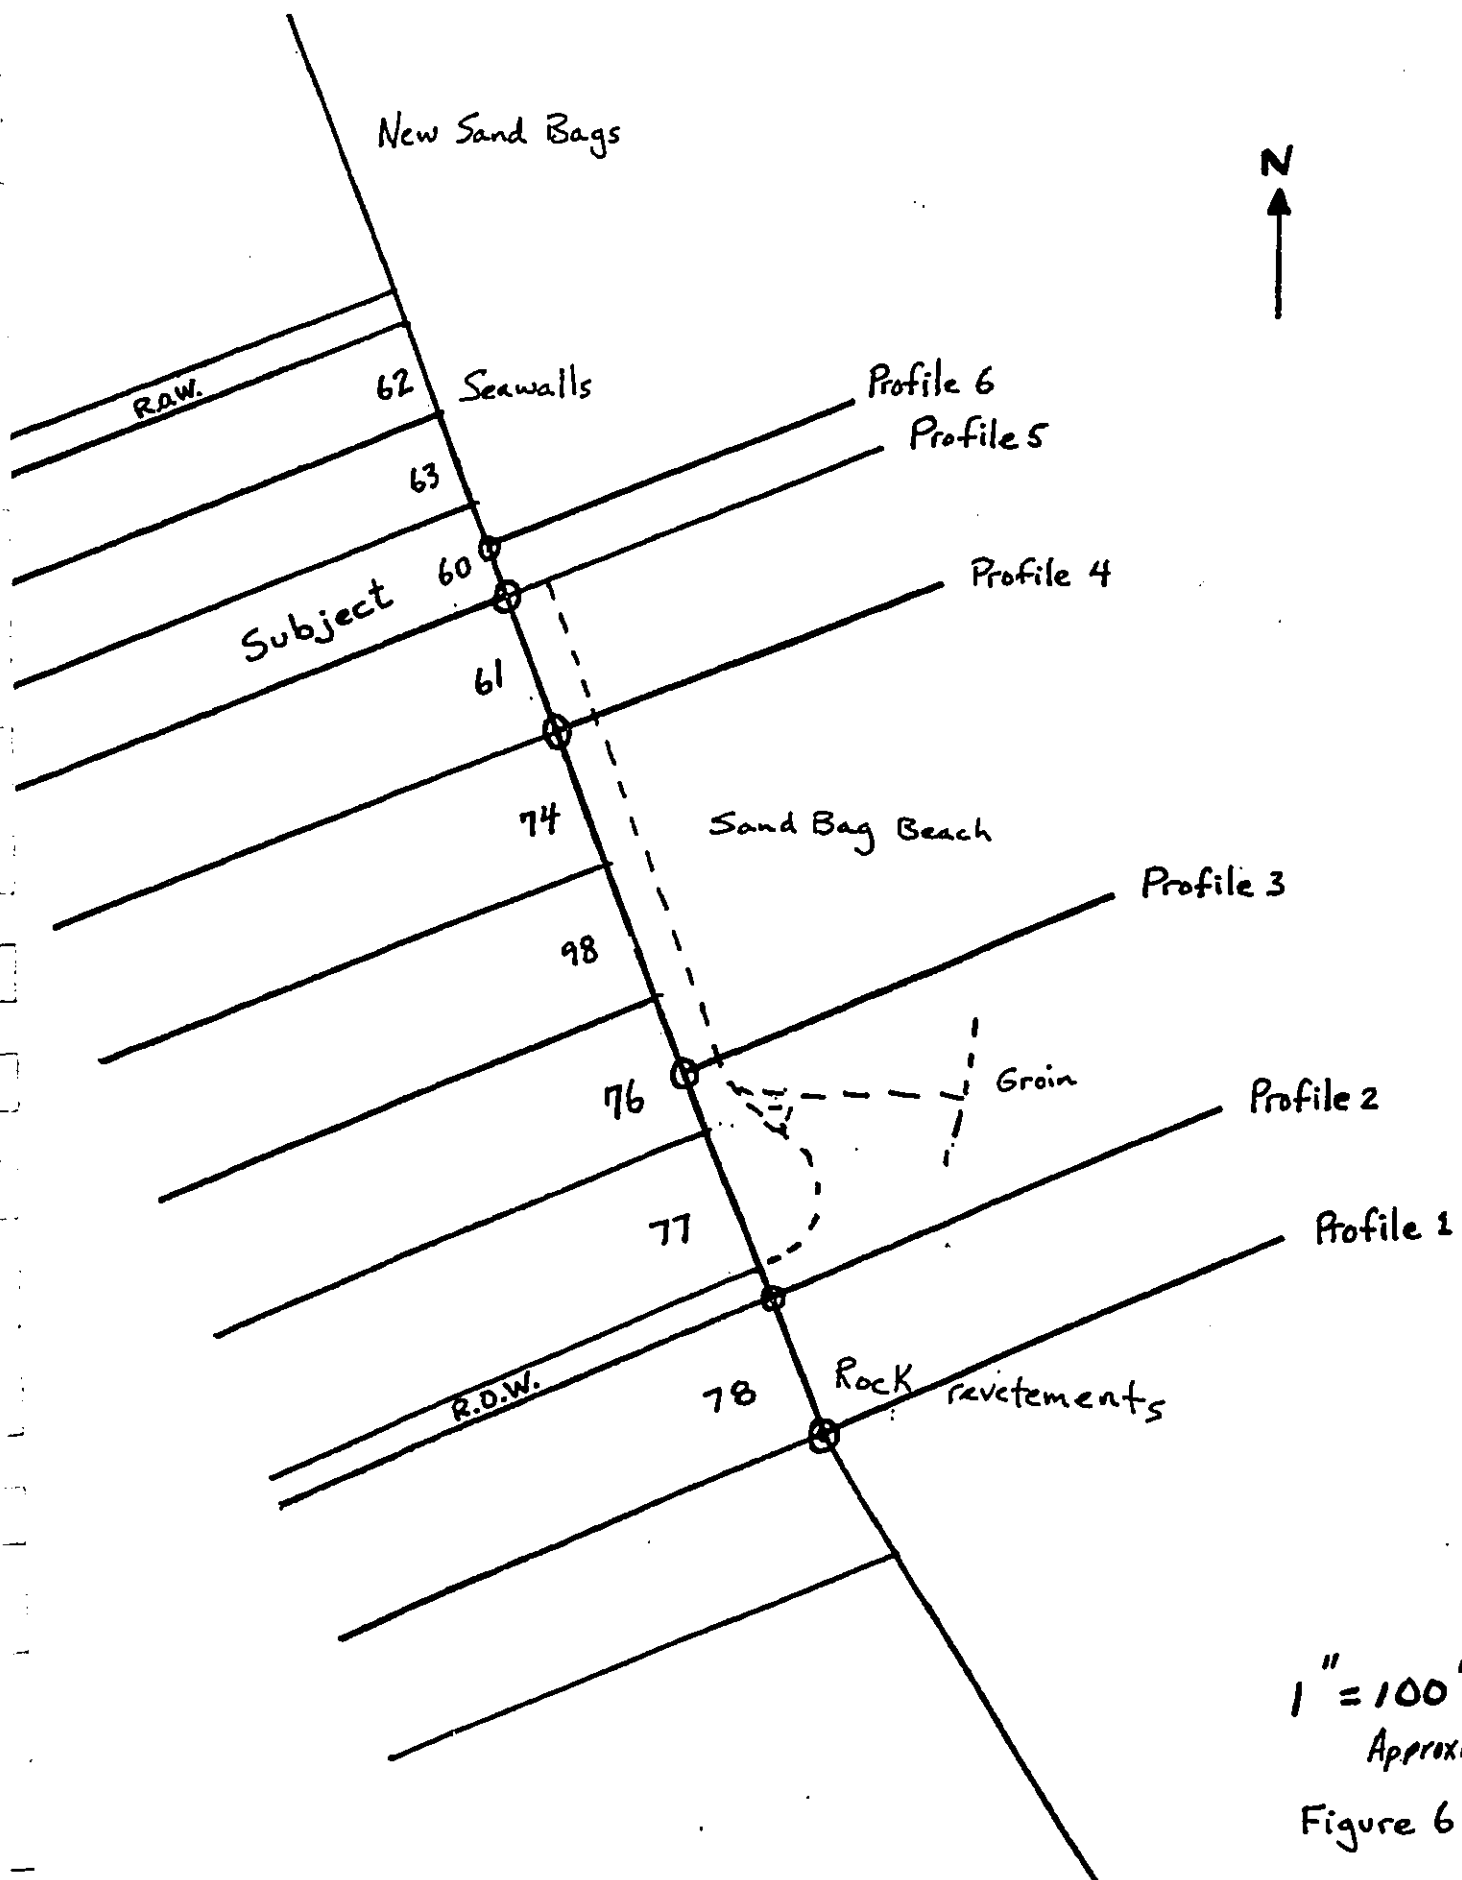 New Sand Bags
N
R.O.W.
62 Seawalls
Profile 6
Profile 5
63
60
Subject
Profile 4
61
74
Sand Bag Beach
Profile 3
98
76
Groin
Profile 2
77
Profile 1
R.O.W.
78
Rock revetements
1" = 100'
Figure 6